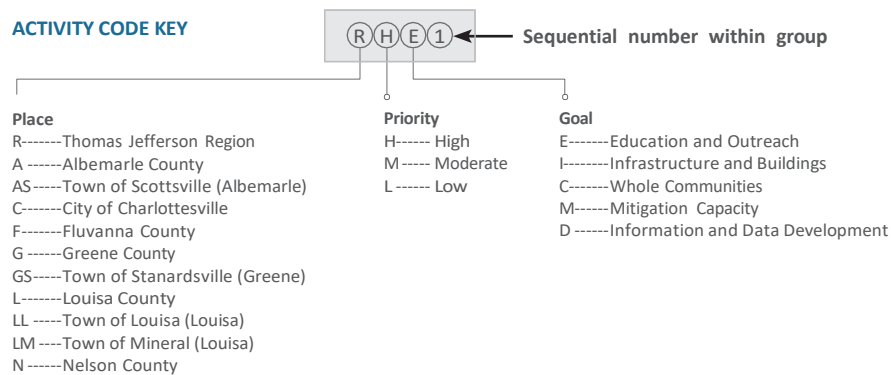 ACTIVITY CODE KEY
R H E 1
Sequential number within group
Place
R-------Thomas Jefferson Region
A ------Albemarle County
AS-----Town of Scottsville (Albemarle)
C-------City of Charlottesville
F-------Fluvanna County
G ------Greene County
GS-----Town of Stanardsville (Greene)
L-------Louisa County
LL -----Town of Louisa (Louisa)
LM ----Town of Mineral (Louisa)
N ------Nelson County
Priority
H------ High
M ----- Moderate
L ----- Low
Goal
E-------Education and Outreach
I--------Infrastructure and Buildings
C-------Whole Communities
M------Mitigation Capacity
D ------Information and Data Development